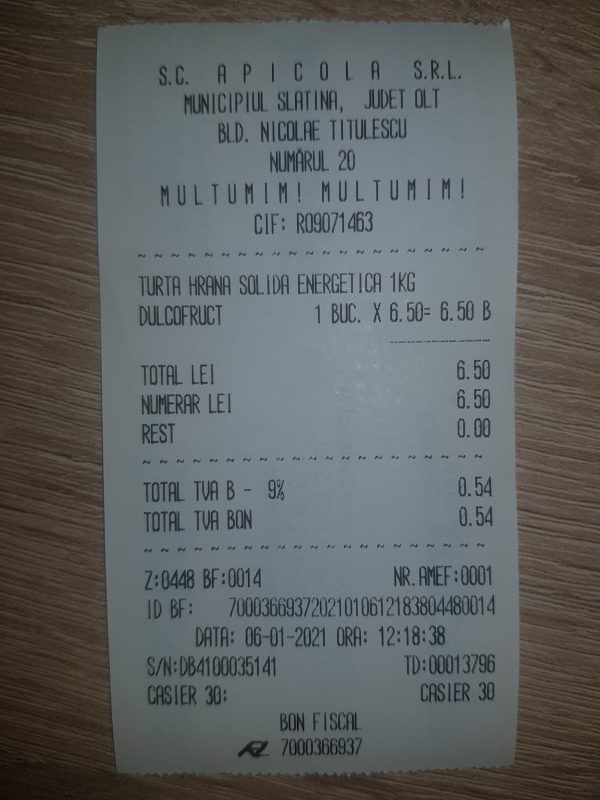 S.C. APICOLA S.R.L.
MUNICIPIUL SLATINA, JUDET OLT
BLD. NICOLAE TITULESCU
NUMĂRUL 20
MULTUMIM! MULTUMIM!
CIF: RO9071463
TURTA HRANA SOLIDA ENERGETICA 1KG
DULCOFRUCT 1 BUC. X 6.50= 6.50 B
TOTAL LEI 6.50
NUMERAR LEI 6.50
REST 0.00
TOTAL TVA B - 9% 0.54
TOTAL TVA BON 0.54
Z:0448 BF:0014 NR.AMEF:0001
ID BF: 70003669372021010612183804480014
DATA: 06-01-2021 ORA: 12:18:38
S/N:DB4100035141 TD:00013796
CASIER 30: CASIER 30
BON FISCAL
7000366937